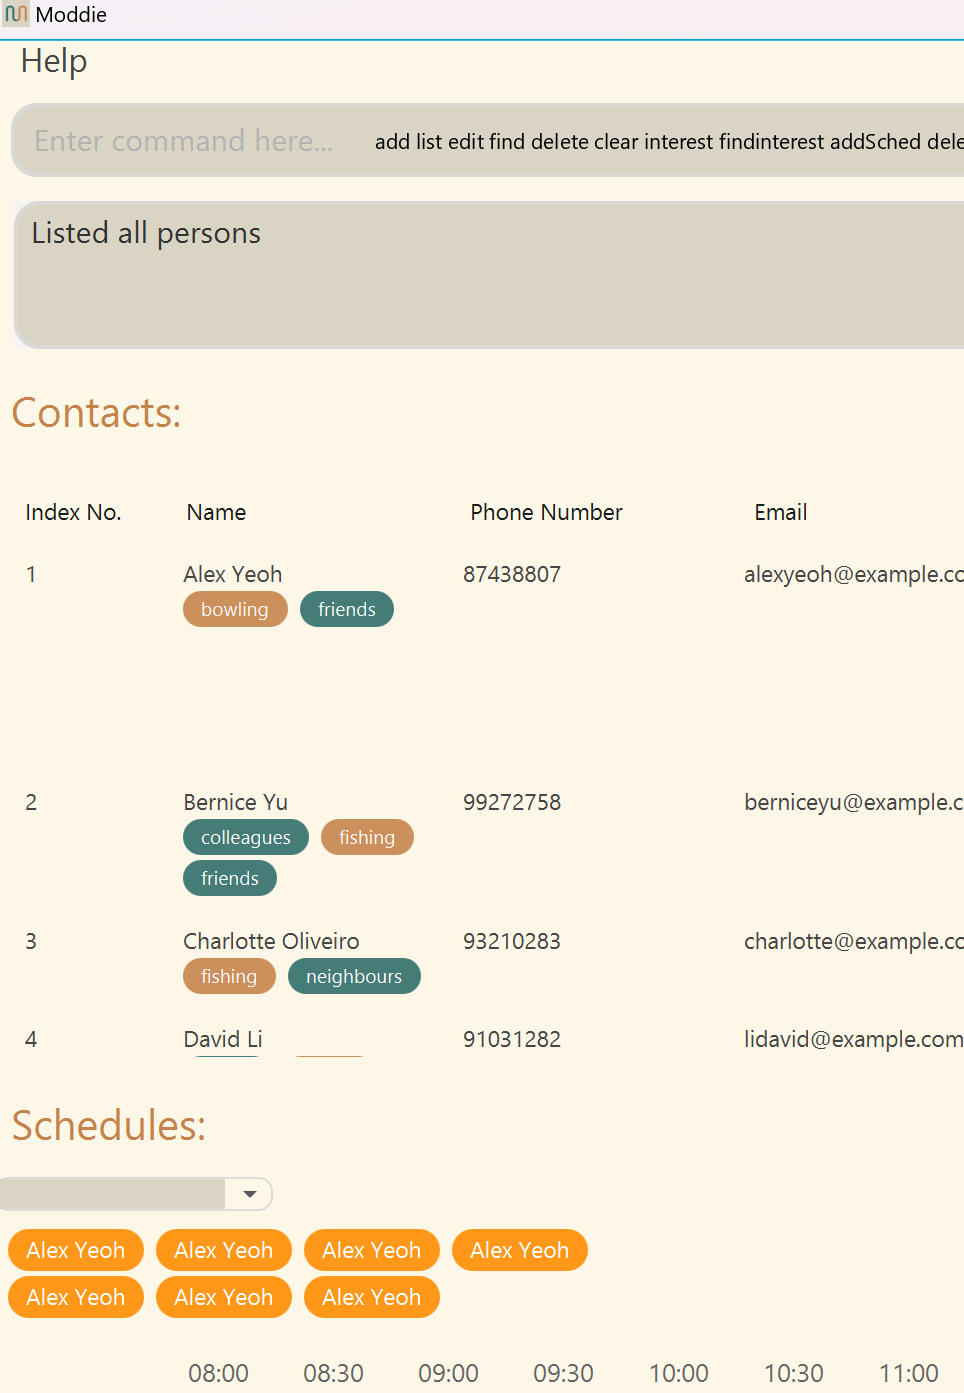 Moddie
Help
Enter command here... add list edit find delete clear interest findinterest addSched dele
Listed all persons
Contacts:
Index No. Name Phone Number Email
1 Alex Yeoh 87438807 alexyeoh@example.co
bowling friends
2 Bernice Yu 99272758 berniceyu@example.c
colleagues fishing
friends
3 Charlotte Oliveiro 93210283 charlotte@example.co
fishing neighbours
4 David Li 91031282 lidavid@example.com
Schedules:
Alex Yeoh Alex Yeoh Alex Yeoh Alex Yeoh
Alex Yeoh Alex Yeoh Alex Yeoh
08:00 08:30 09:00 09:30 10:00 10:30 11:00